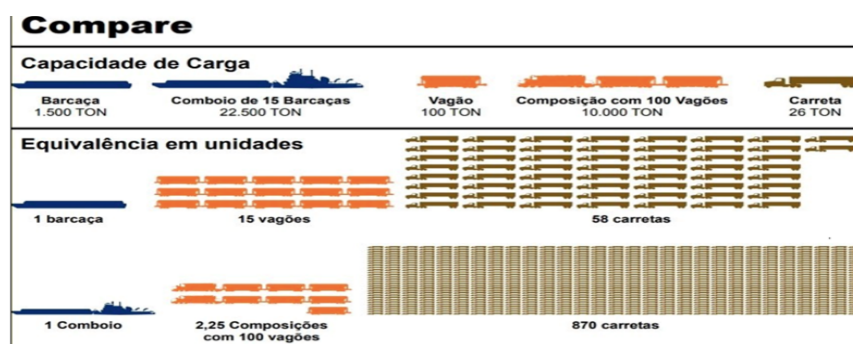 Compare
Capacidade de Carga
Barcaça
1.500 TON
Comboio de 15 Barcaças
22.500 TON
Vagão
100 TON
Composição com 100 Vagões
10.000 TON
Carreta
26 TON
Equivalência em unidades
1 barcaça
15 vagões
58 carretas
1 Comboio
2,25 Composições
com 100 vagões
870 carretas